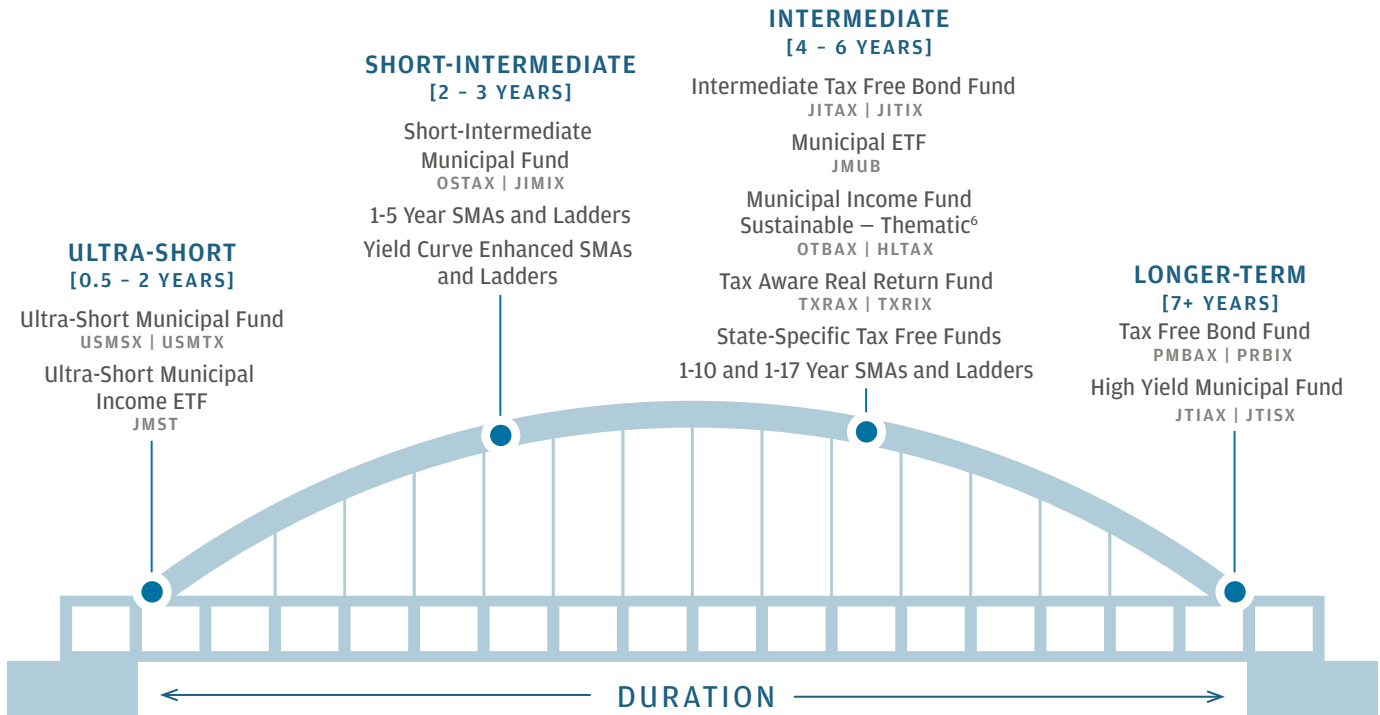 ULTRA-SHORT
[0.5 – 2 YEARS]
Ultra-Short Municipal Fund
USMSX | USMTX
Ultra-Short Municipal
Income ETF
JMST
SHORT-INTERMEDIATE
[2 – 3 YEARS]
Short-Intermediate
Municipal Fund
OSTAX | JIMIX
1-5 Year SMAs and Ladders
Yield Curve Enhanced SMAs
and Ladders
INTERMEDIATE
[4 – 6 YEARS]
Intermediate Tax Free Bond Fund
JITAX | JITIX
Municipal ETF
JMUB
Municipal Income Fund
Sustainable – Thematic⁶
OTBAX | HLTAX
Tax Aware Real Return Fund
TXRAX | TXRIX
State-Specific Tax Free Funds
1-10 and 1-17 Year SMAs and Ladders
LONGER-TERM
[7+ YEARS]
Tax Free Bond Fund
PMBAX | PRBIX
High Yield Municipal Fund
JTIAX | JTISX
DURATION